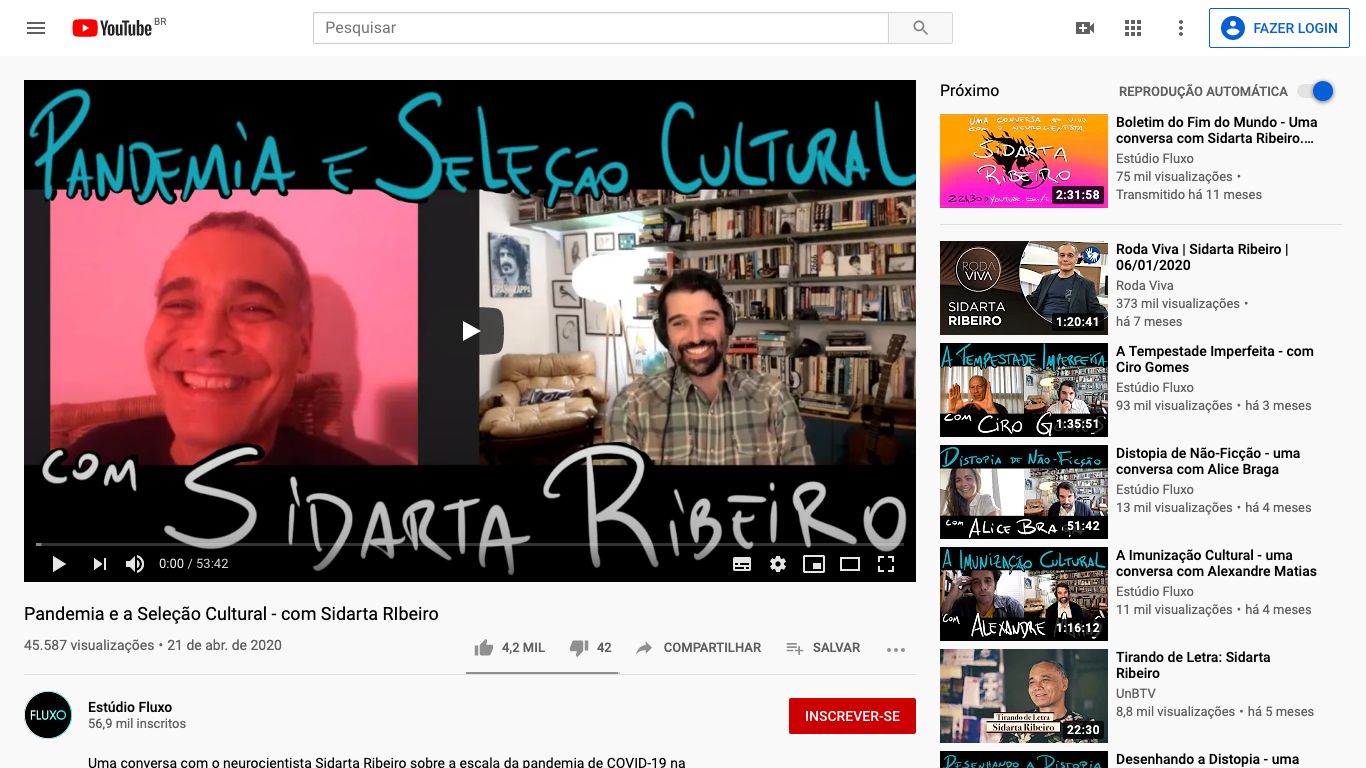 YouTube BR
Pesquisar
FAZER LOGIN
PANDEMIA E SELEÇÃO CULTURAL
FRANK ZAPPA
COM SIDARTA RIBEIRO
0:00 / 53:42
Pandemia e a Seleção Cultural - com Sidarta RIbeiro
45.587 visualizações • 21 de abr. de 2020
4,2 MIL
42
COMPARTILHAR
SALVAR
FLUXO
Estúdio Fluxo
56,9 mil inscritos
INSCREVER-SE
Uma conversa com o neurocientista Sidarta Ribeiro sobre a escala da pandemia de COVID-19 na
Próximo
REPRODUÇÃO AUTOMÁTICA
UMA CONVERSA AO VIVO
COM O NEUROCIENTISTA
SIDARTA
RIBEIRO
2:31:58
Boletim do Fim do Mundo - Uma
conversa com Sidarta Ribeiro....
Estúdio Fluxo
75 mil visualizações •
Transmitido há 11 meses
RODA
VIVA
SIDARTA
RIBEIRO
1:20:41
Roda Viva | Sidarta Ribeiro |
06/01/2020
Roda Viva
373 mil visualizações •
há 7 meses
A TEMPESTADE IMPERFEITA
COM CIRO GOMES
1:35:51
A Tempestade Imperfeita - com
Ciro Gomes
Estúdio Fluxo
93 mil visualizações • há 3 meses
DISTOPIA DE NÃO-FICÇÃO
COM ALICE BRAGA
51:42
Distopia de Não-Ficção - uma
conversa com Alice Braga
Estúdio Fluxo
13 mil visualizações • há 4 meses
A IMUNIZAÇÃO CULTURAL
COM ALEXANDRE MATIAS
1:16:12
A Imunização Cultural - uma
conversa com Alexandre Matias
Estúdio Fluxo
11 mil visualizações • há 4 meses
Tirando de Letra
Sidarta Ribeiro
22:30
Tirando de Letra: Sidarta
Ribeiro
UnBTV
8,8 mil visualizações • há 5 meses
DESENHANDO A DISTOPIA
Desenhando a Distopia - uma